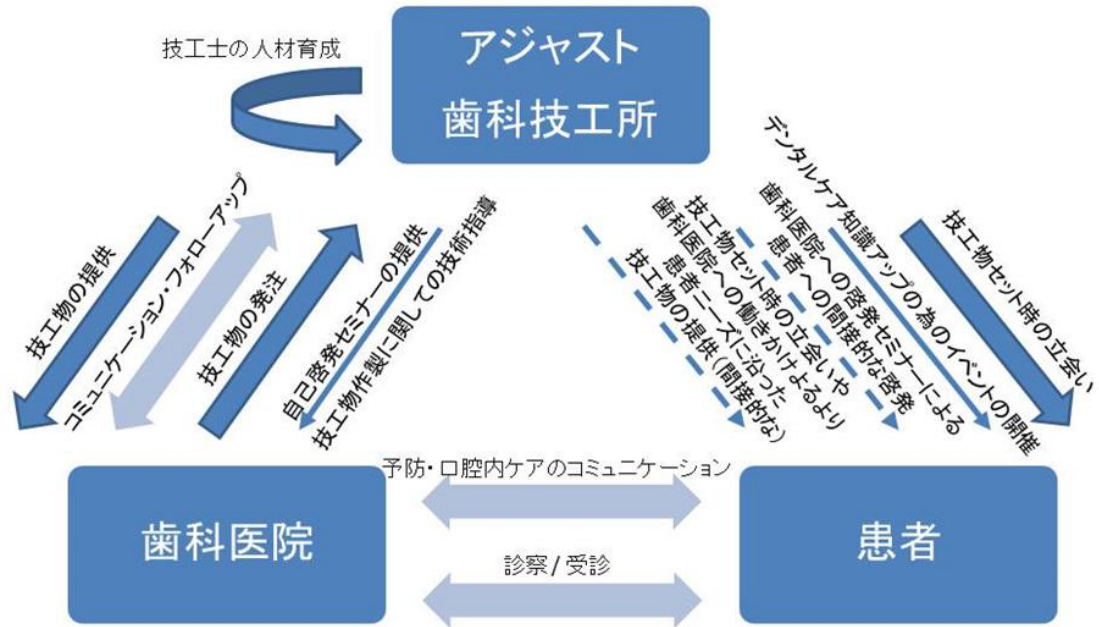 アジャスト
歯科技工所
技工士の人材育成
技工物の提供
コミュニケーション・フォローアップ
技工物の発注
自己啓発セミナーの提供
技工物作製に関しての技術指導
技工物セット時の立会いや
歯科医院への働きかけよるより
患者ニーズに沿った
技工物の提供(間接的な)
歯科医院への啓発セミナーによる
患者への間接的な啓発
デンタルケア知識アップの為のイベントの開催
技工物セット時の立会い
予防・口腔内ケアのコミュニケーション
歯科医院
診察/受診
患者